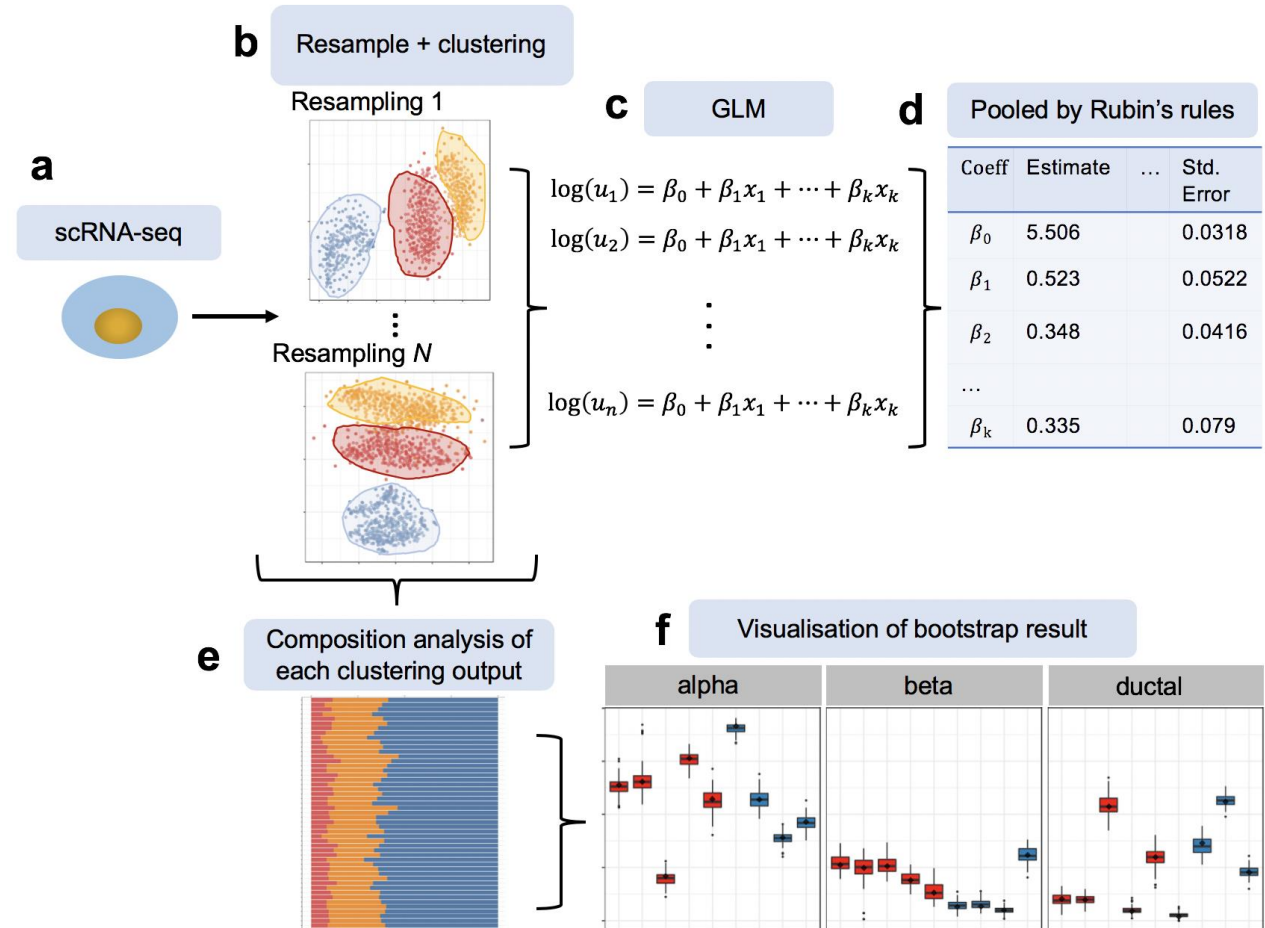 a
scRNA-seq
b
Resample + clustering
Resampling 1
⋮
Resampling N
c
GLM
log(u₁) = β₀ + β₁x₁ + ⋯ + βₖxₖ
log(u₂) = β₀ + β₁x₁ + ⋯ + βₖxₖ
⋮
log(uₙ) = β₀ + β₁x₁ + ⋯ + βₖxₖ
d
Pooled by Rubin’s rules
Coeff Estimate … Std.
Error
β₀ 5.506 0.0318
β₁ 0.523 0.0522
β₂ 0.348 0.0416
…
βₖ 0.335 0.079
e
Composition analysis of
each clustering output
f
Visualisation of bootstrap result
alpha beta ductal